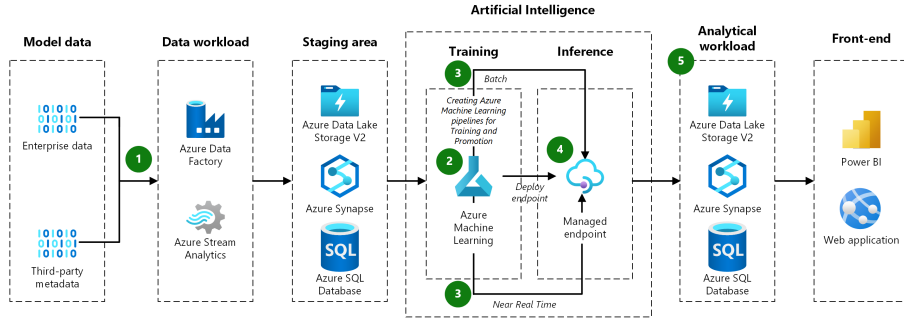 Artificial Intelligence
Model data
Data workload
Staging area
Training
Inference
Analytical
workload
Front-end
Enterprise data
Third-party
metadata
1
Azure Data
Factory
Azure Stream
Analytics
Azure Data Lake
Storage V2
Azure Synapse
SQL
Azure SQL
Database
3
Batch
Creating Azure
Machine Learning
pipelines for
Training and
Promotion
2
Azure
Machine
Learning
Deploy
endpoint
3
Near Real Time
4
Managed
endpoint
5
Azure Data Lake
Storage V2
Azure Synapse
SQL
Azure SQL
Database
Power BI
Web application